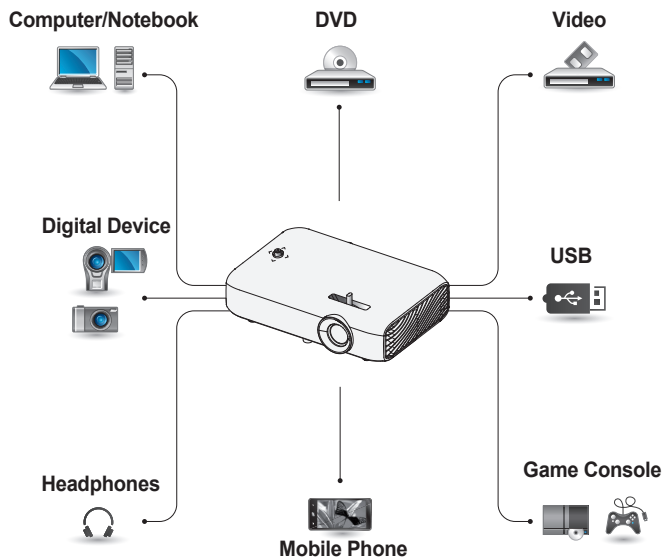 Computer/Notebook
DVD
Video
Digital Device
USB
Headphones
Game Console
Mobile Phone